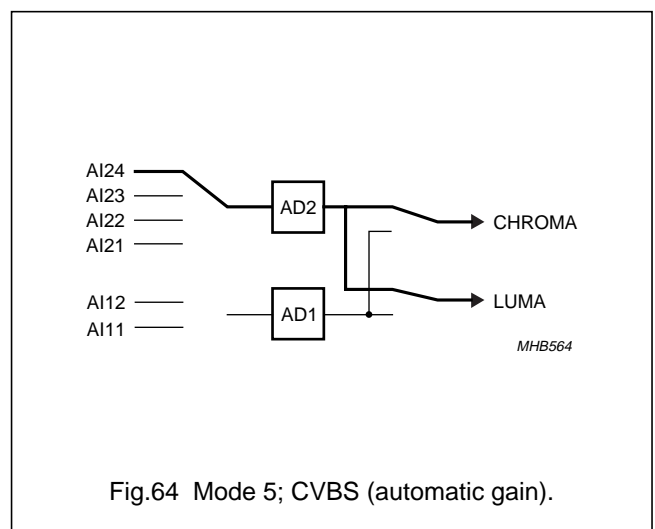 AI24
AI23
AI22
AI21
AD2
CHROMA
AI12
AI11
AD1
LUMA
MHB564
Fig.64 Mode 5; CVBS (automatic gain).